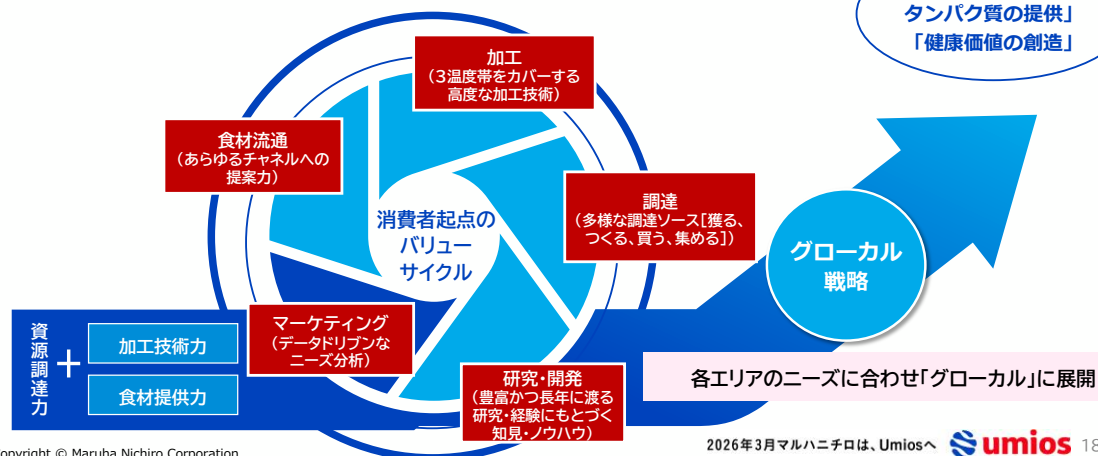 タンパク質の提供」
「健康価値の創造」
加工
（3温度帯をカバーする
高度な加工技術）
食材流通
（あらゆるチャネルへの
提案力）
調達
（多様な調達ソース[獲る、
つくる、買う、集める]）
消費者起点の
バリュー
サイクル
グローカル
戦略
マーケティング
（データドリブンな
ニーズ分析）
資源調達力
＋
加工技術力
食材提供力
研究・開発
（豊富かつ長年に渡る
研究・経験にもとづく
知見・ノウハウ）
各エリアのニーズに合わせ「グローカル」に展開
opyright © Maruha Nichiro Corporation
2026年3月マルハニチロは、Umiosへ umios 18